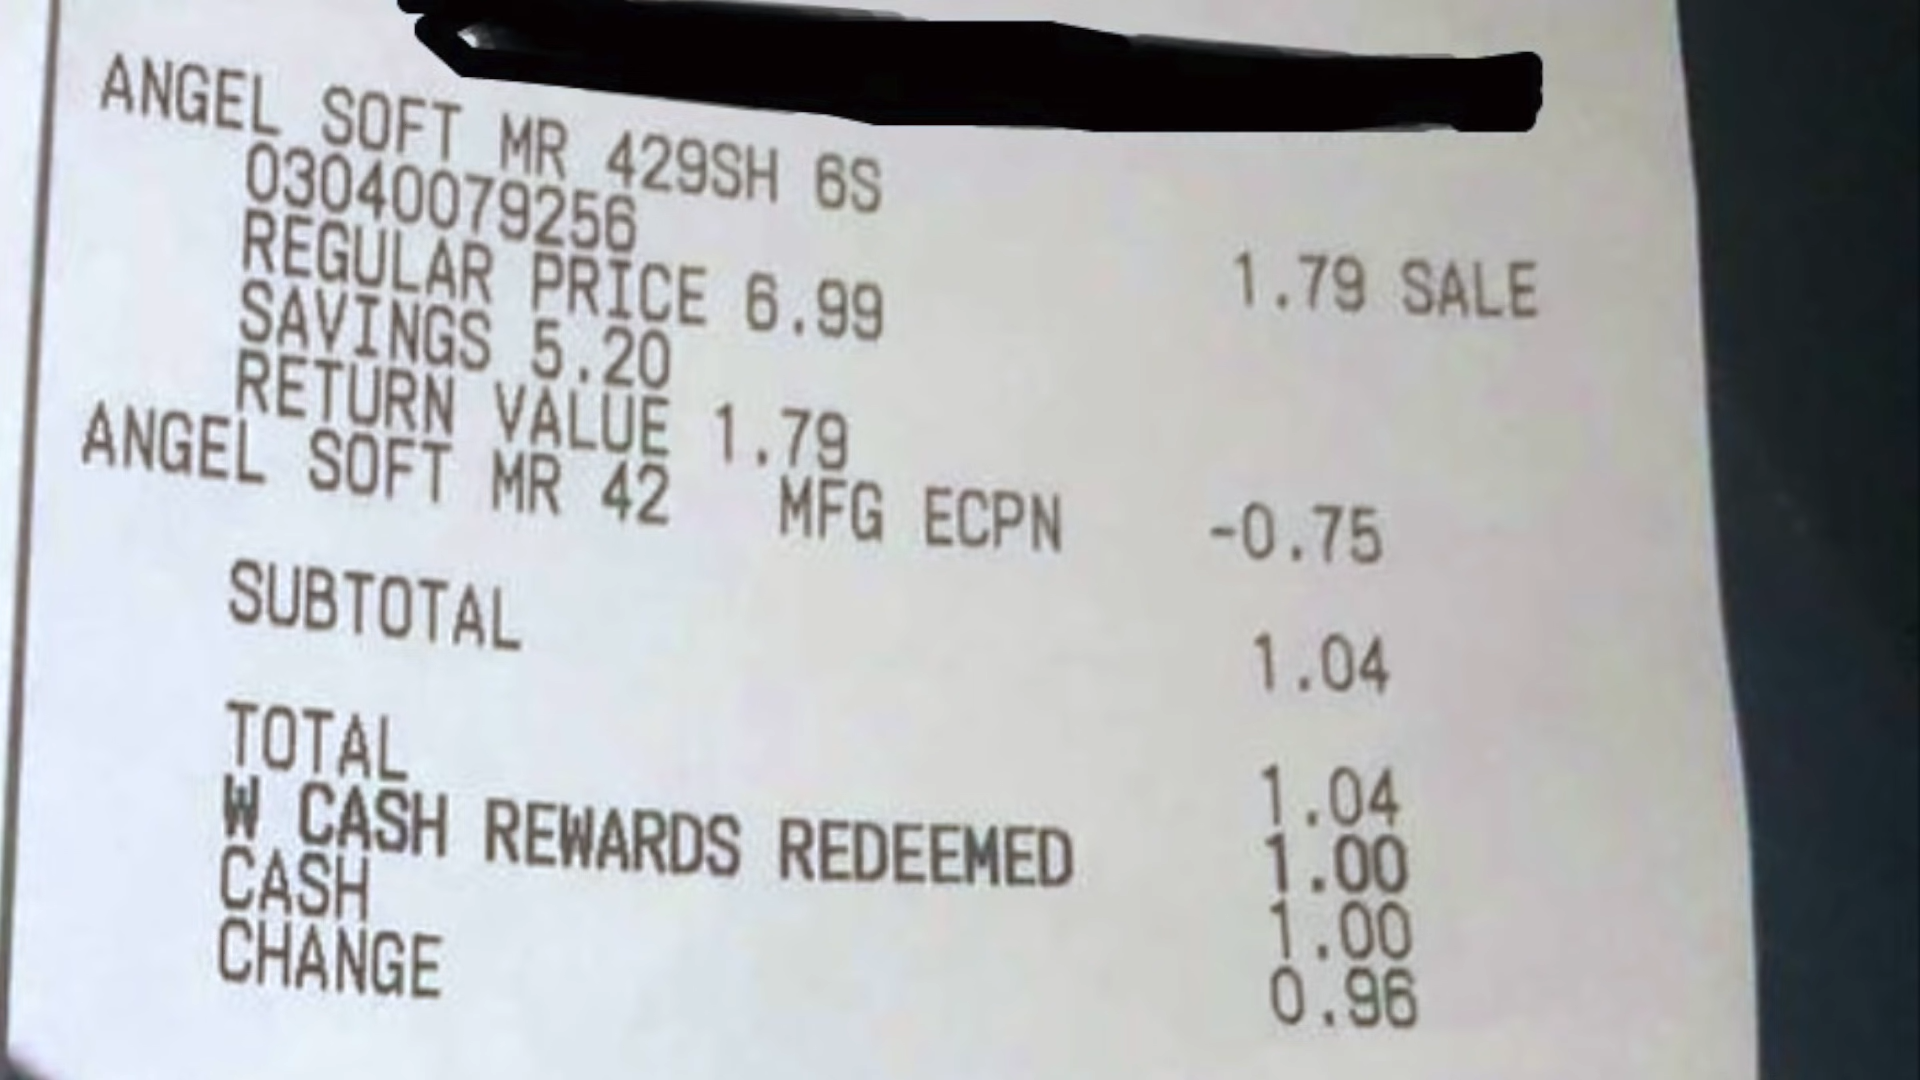 ANGEL SOFT MR 429SH 6S
03040079256
REGULAR PRICE 6.99 1.79 SALE
SAVINGS 5.20
RETURN VALUE 1.79
ANGEL SOFT MR 42 MFG ECPN -0.75
SUBTOTAL 1.04
TOTAL 1.04
W CASH REWARDS REDEEMED 1.00
CASH 1.00
CHANGE 0.96